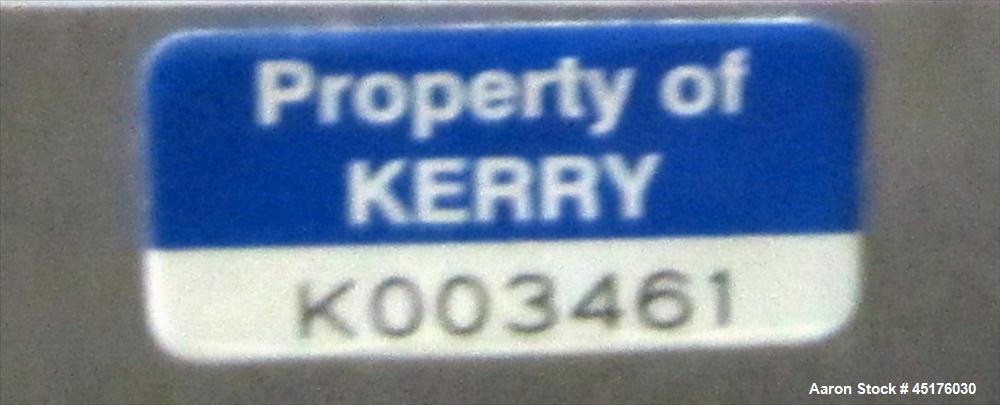 Property of
KERRY
K003461
Aaron Stock # 45176030